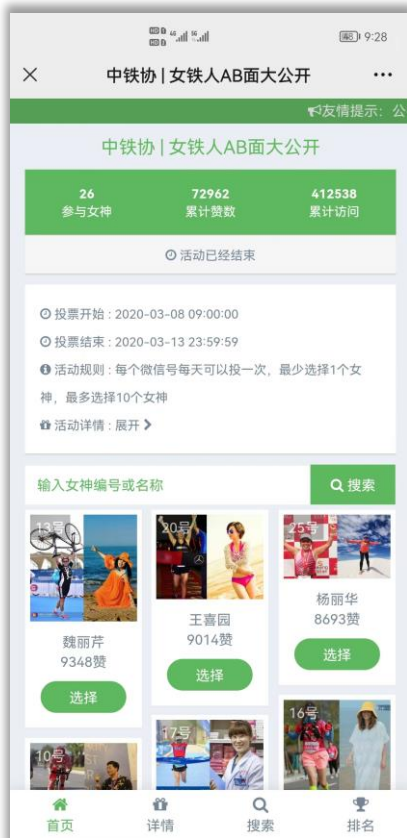 9:28
中铁协 | 女铁人AB面大公开
友情提示：公
中铁协 | 女铁人AB面大公开
26 72962 412538
参与女神 累计赞数 累计访问
活动已经结束
投票开始 : 2020-03-08 09:00:00
投票结束 : 2020-03-13 23:59:59
活动规则 : 每个微信号每天可以投一次，最少选择1个女
神，最多选择10个女神
活动详情 : 展开
输入女神编号或名称 搜索
13号 20号 25号
魏丽芹
9348赞
选择
王喜园
9014赞
选择
杨丽华
8693赞
选择
10号 17号 16号
首页 详情 搜索 排名